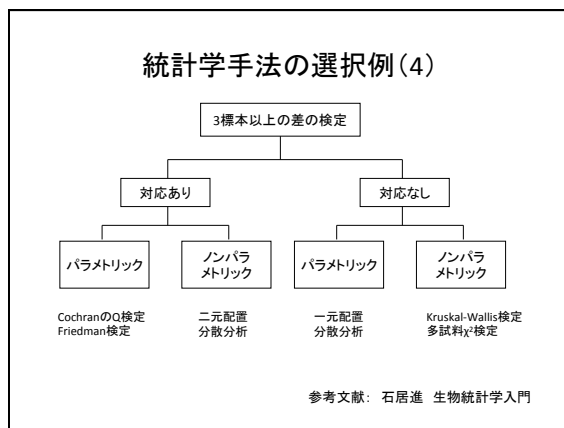 統計学手法の選択例(4)
3標本以上の差の検定
対応あり
対応なし
パラメトリック
ノンパラ
メトリック
パラメトリック
ノンパラ
メトリック
CochranのQ検定
Friedman検定
二元配置
分散分析
一元配置
分散分析
Kruskal-Wallis検定
多試料χ²検定
参考文献: 石居進 生物統計学入門